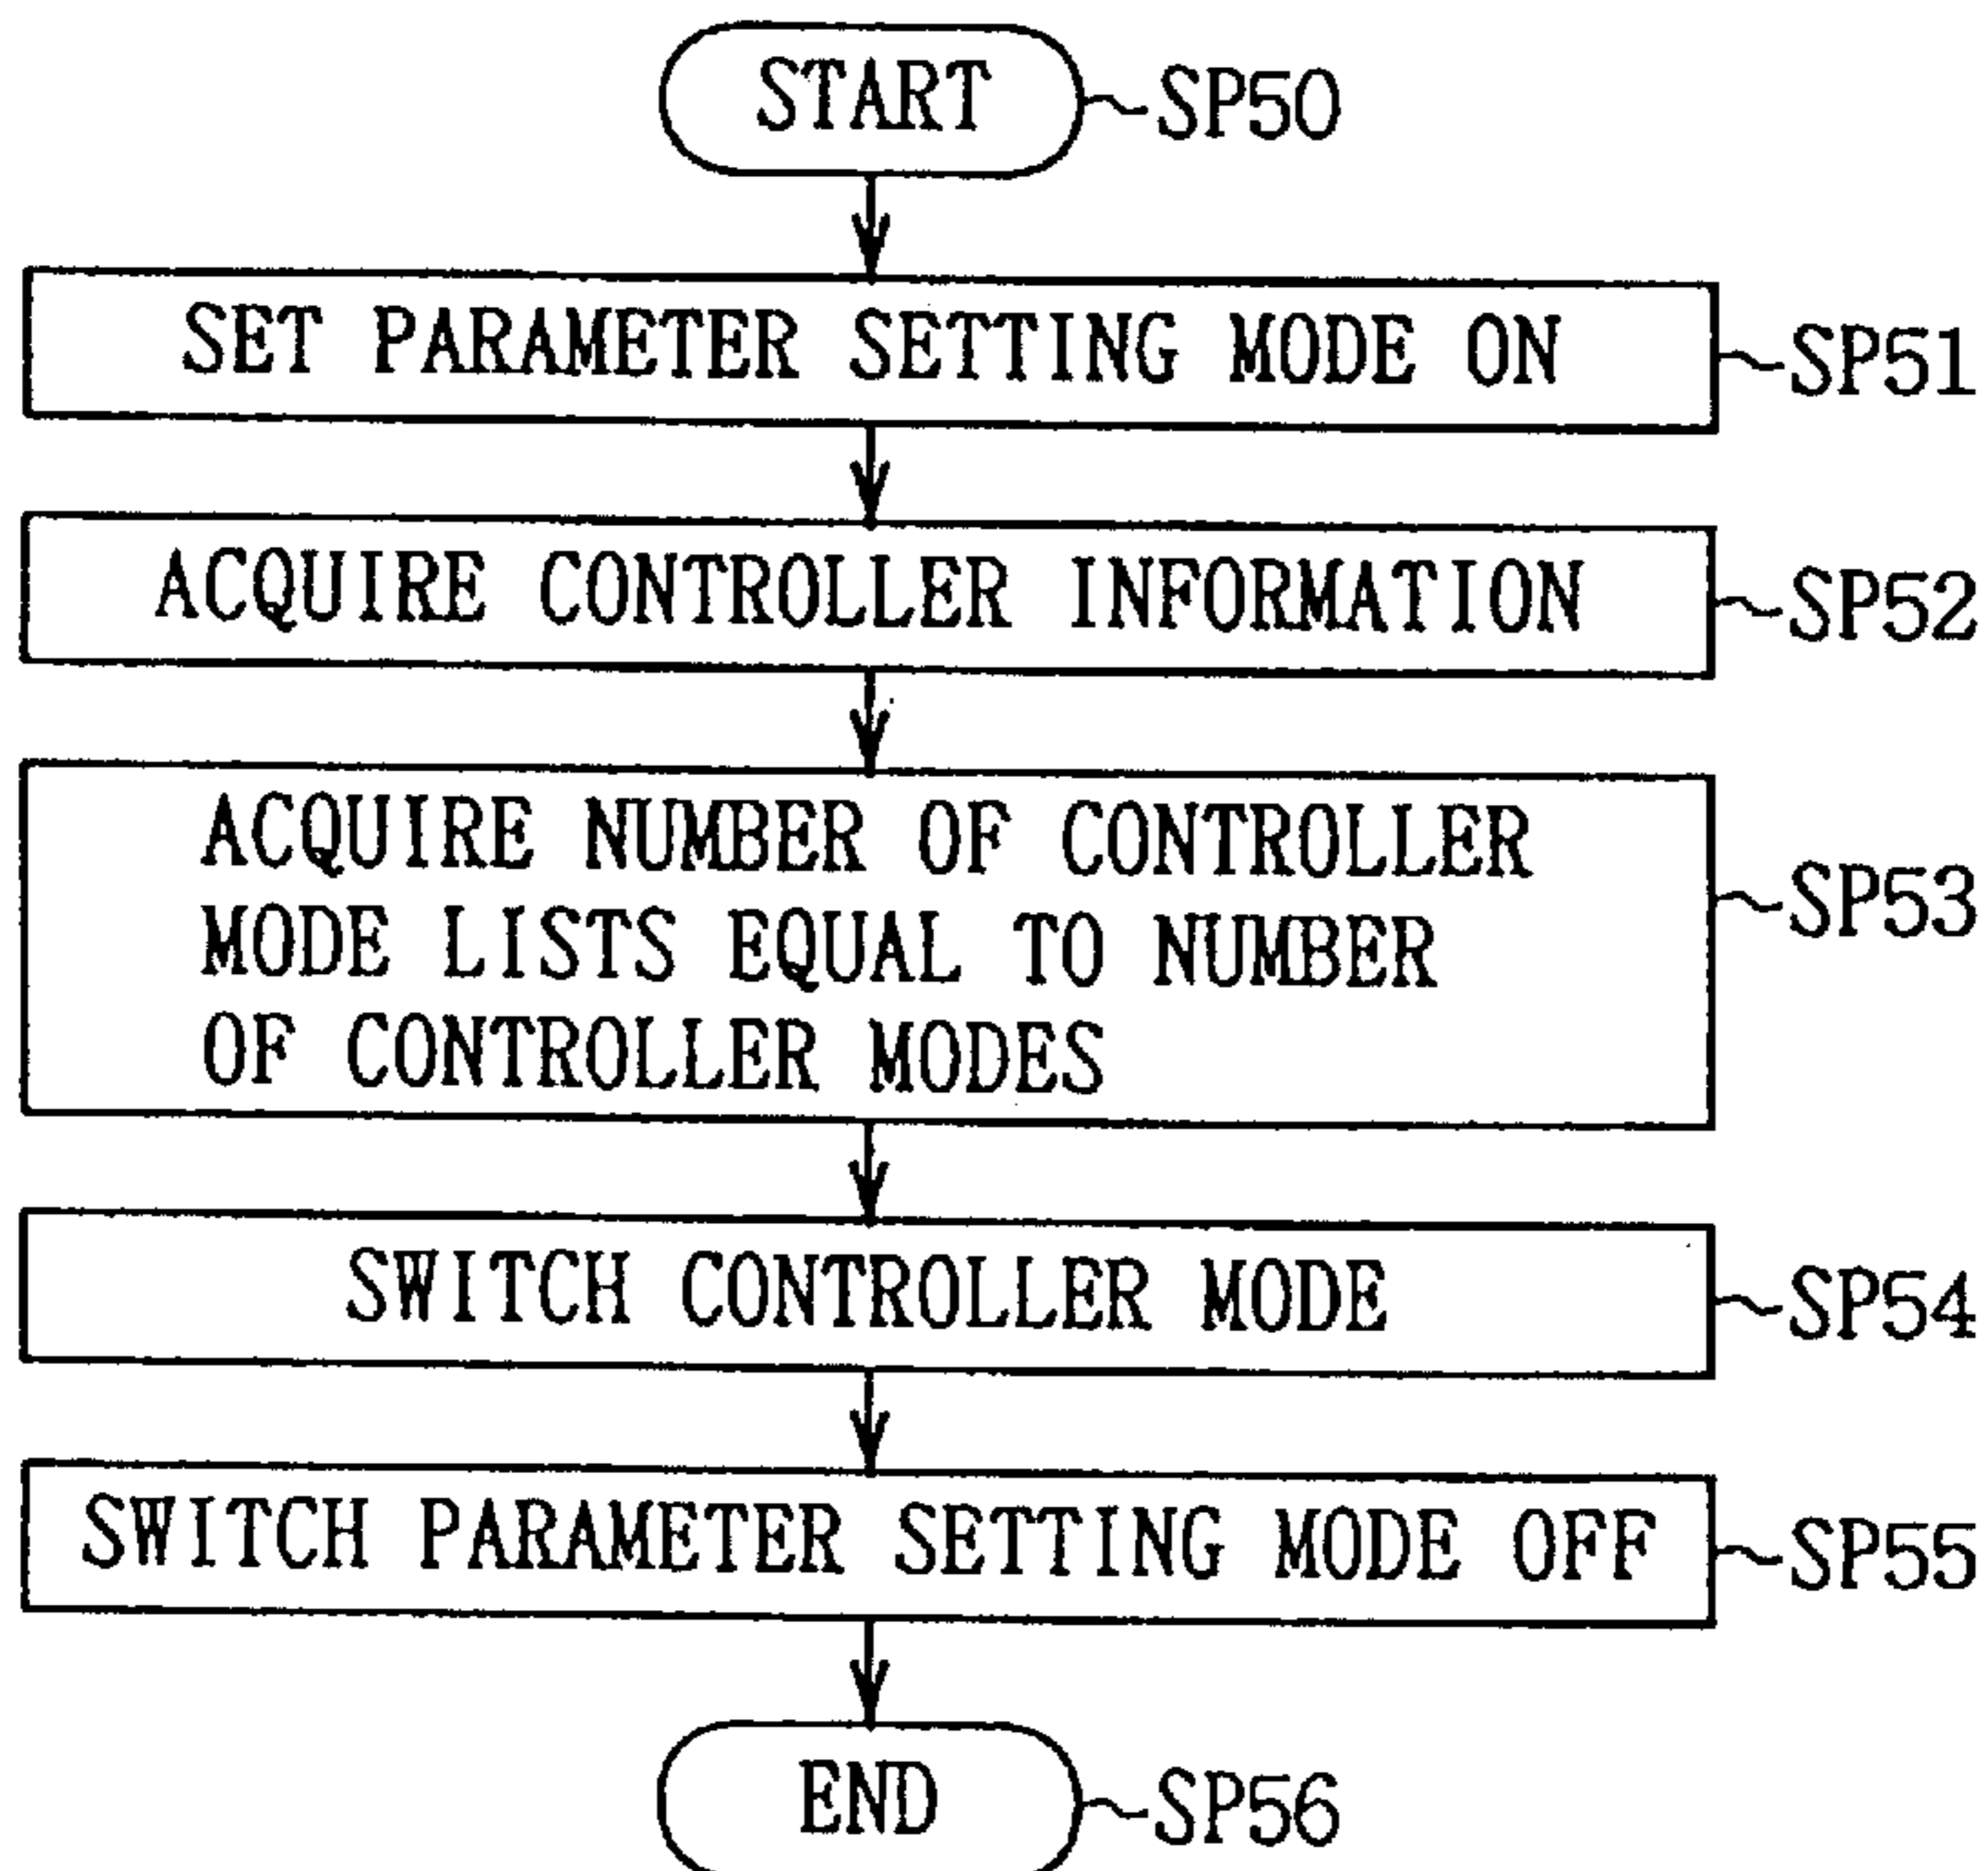 START
SP50
SET PARAMETER SETTING MODE ON
SP51
ACQUIRE CONTROLLER INFORMATION
SP52
ACQUIRE NUMBER OF CONTROLLER
MODE LISTS EQUAL TO NUMBER
OF CONTROLLER MODES
SP53
SWITCH CONTROLLER MODE
SP54
SWITCH PARAMETER SETTING MODE OFF
SP55
END
SP56